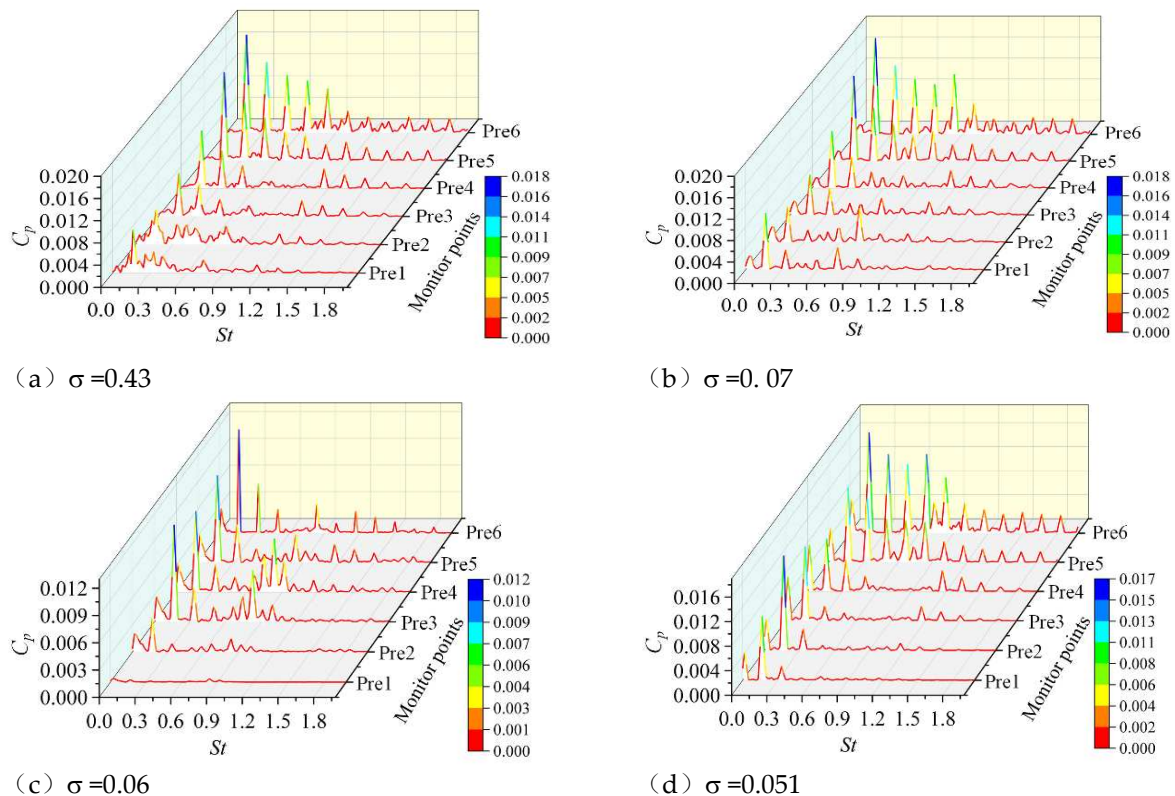 0.020
0.016
0.012
0.008
0.004
0.000
Cp
0.0 0.3 0.6 0.9 1.2 1.5 1.8
St
Pre6
Pre5
Pre4
Pre3
Pre2
Pre1
Monitor points
0.018
0.016
0.014
0.011
0.009
0.007
0.005
0.002
0.000
(a) σ =0.43
0.020
0.016
0.012
0.008
0.004
0.000
Cp
0.0 0.3 0.6 0.9 1.2 1.5 1.8
St
Pre6
Pre5
Pre4
Pre3
Pre2
Pre1
Monitor points
0.018
0.016
0.014
0.011
0.009
0.007
0.005
0.002
0.000
(b) σ =0. 07
0.012
0.009
0.006
0.003
0.000
Cp
0.0 0.3 0.6 0.9 1.2 1.5 1.8
St
Pre6
Pre5
Pre4
Pre3
Pre2
Pre1
Monitor points
0.012
0.010
0.009
0.007
0.006
0.004
0.003
0.001
0.000
(c) σ =0.06
0.016
0.012
0.008
0.004
0.000
Cp
0.0 0.3 0.6 0.9 1.2 1.5 1.8
St
Pre6
Pre5
Pre4
Pre3
Pre2
Pre1
Monitor points
0.017
0.015
0.013
0.010
0.008
0.006
0.004
0.002
0.000
(d) σ =0.051